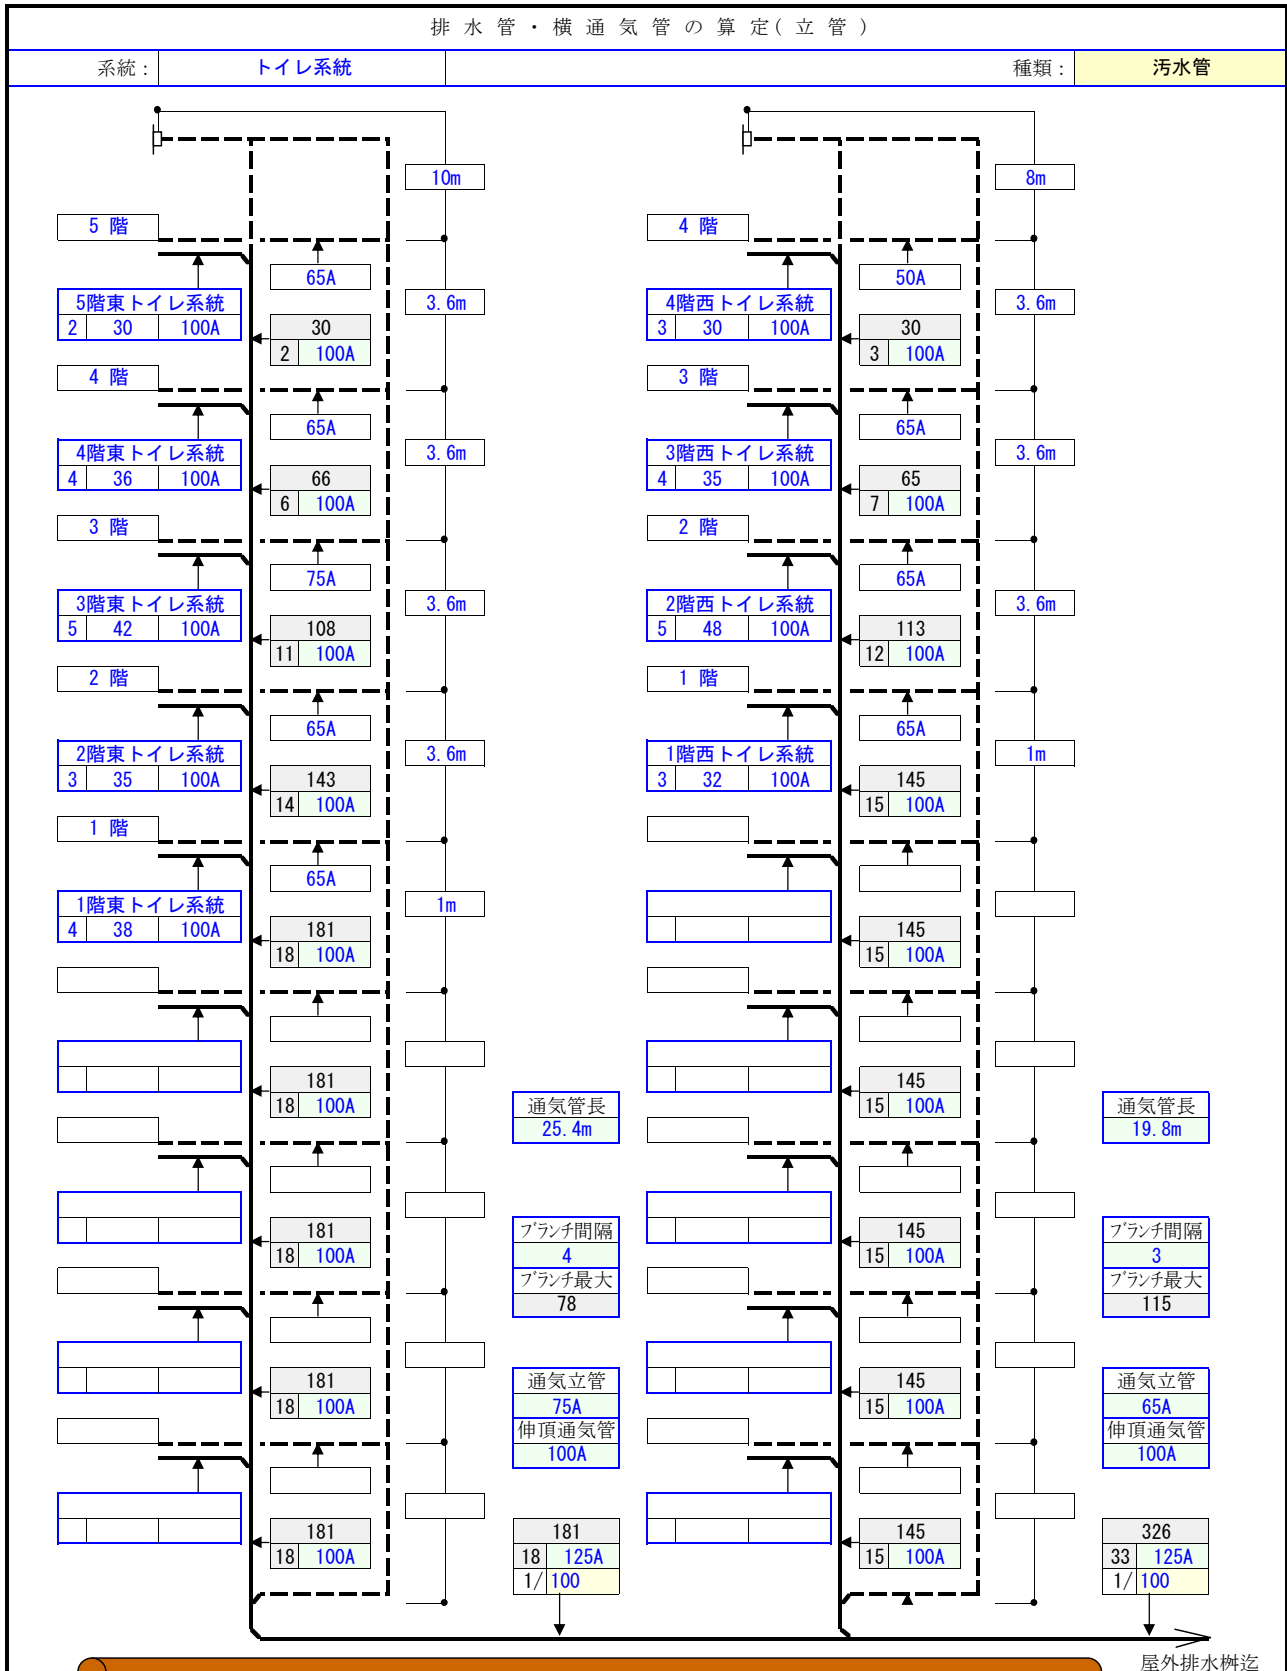 排 水 管 ・ 横 通 気 管 の 算 定( 立 管 )
系統： トイレ系統 種類： 汚水管
10m 8m
5 階 4 階
65A 50A
5階東トイレ系統 3.6m 4階西トイレ系統 3.6m
2 30 100A 30 3 30 100A 30
2 100A 3 100A
4 階 3 階
65A 65A
4階東トイレ系統 3.6m 3階西トイレ系統 3.6m
4 36 100A 66 4 35 100A 65
6 100A 7 100A
3 階 2 階
75A 65A
3階東トイレ系統 3.6m 2階西トイレ系統 3.6m
5 42 100A 108 5 48 100A 113
11 100A 12 100A
2 階 1 階
65A 65A
2階東トイレ系統 3.6m 1階西トイレ系統 1m
3 35 100A 143 3 32 100A 145
14 100A 15 100A
1 階
65A
1階東トイレ系統 1m
4 38 100A 181 145
18 100A 15 100A
181 145
18 100A 15 100A
通気管長 通気管長
25.4m 19.8m
181 ブランチ間隔 145 ブランチ間隔
18 100A 4 15 100A 3
ブランチ最大 ブランチ最大
78 115
181 通気立管 145 通気立管
18 100A 75A 15 100A 65A
伸頂通気管 伸頂通気管
100A 100A
181 181 145 326
18 100A 18 125A 15 100A 33 125A
1/ 100 1/ 100
屋外排水桝迄